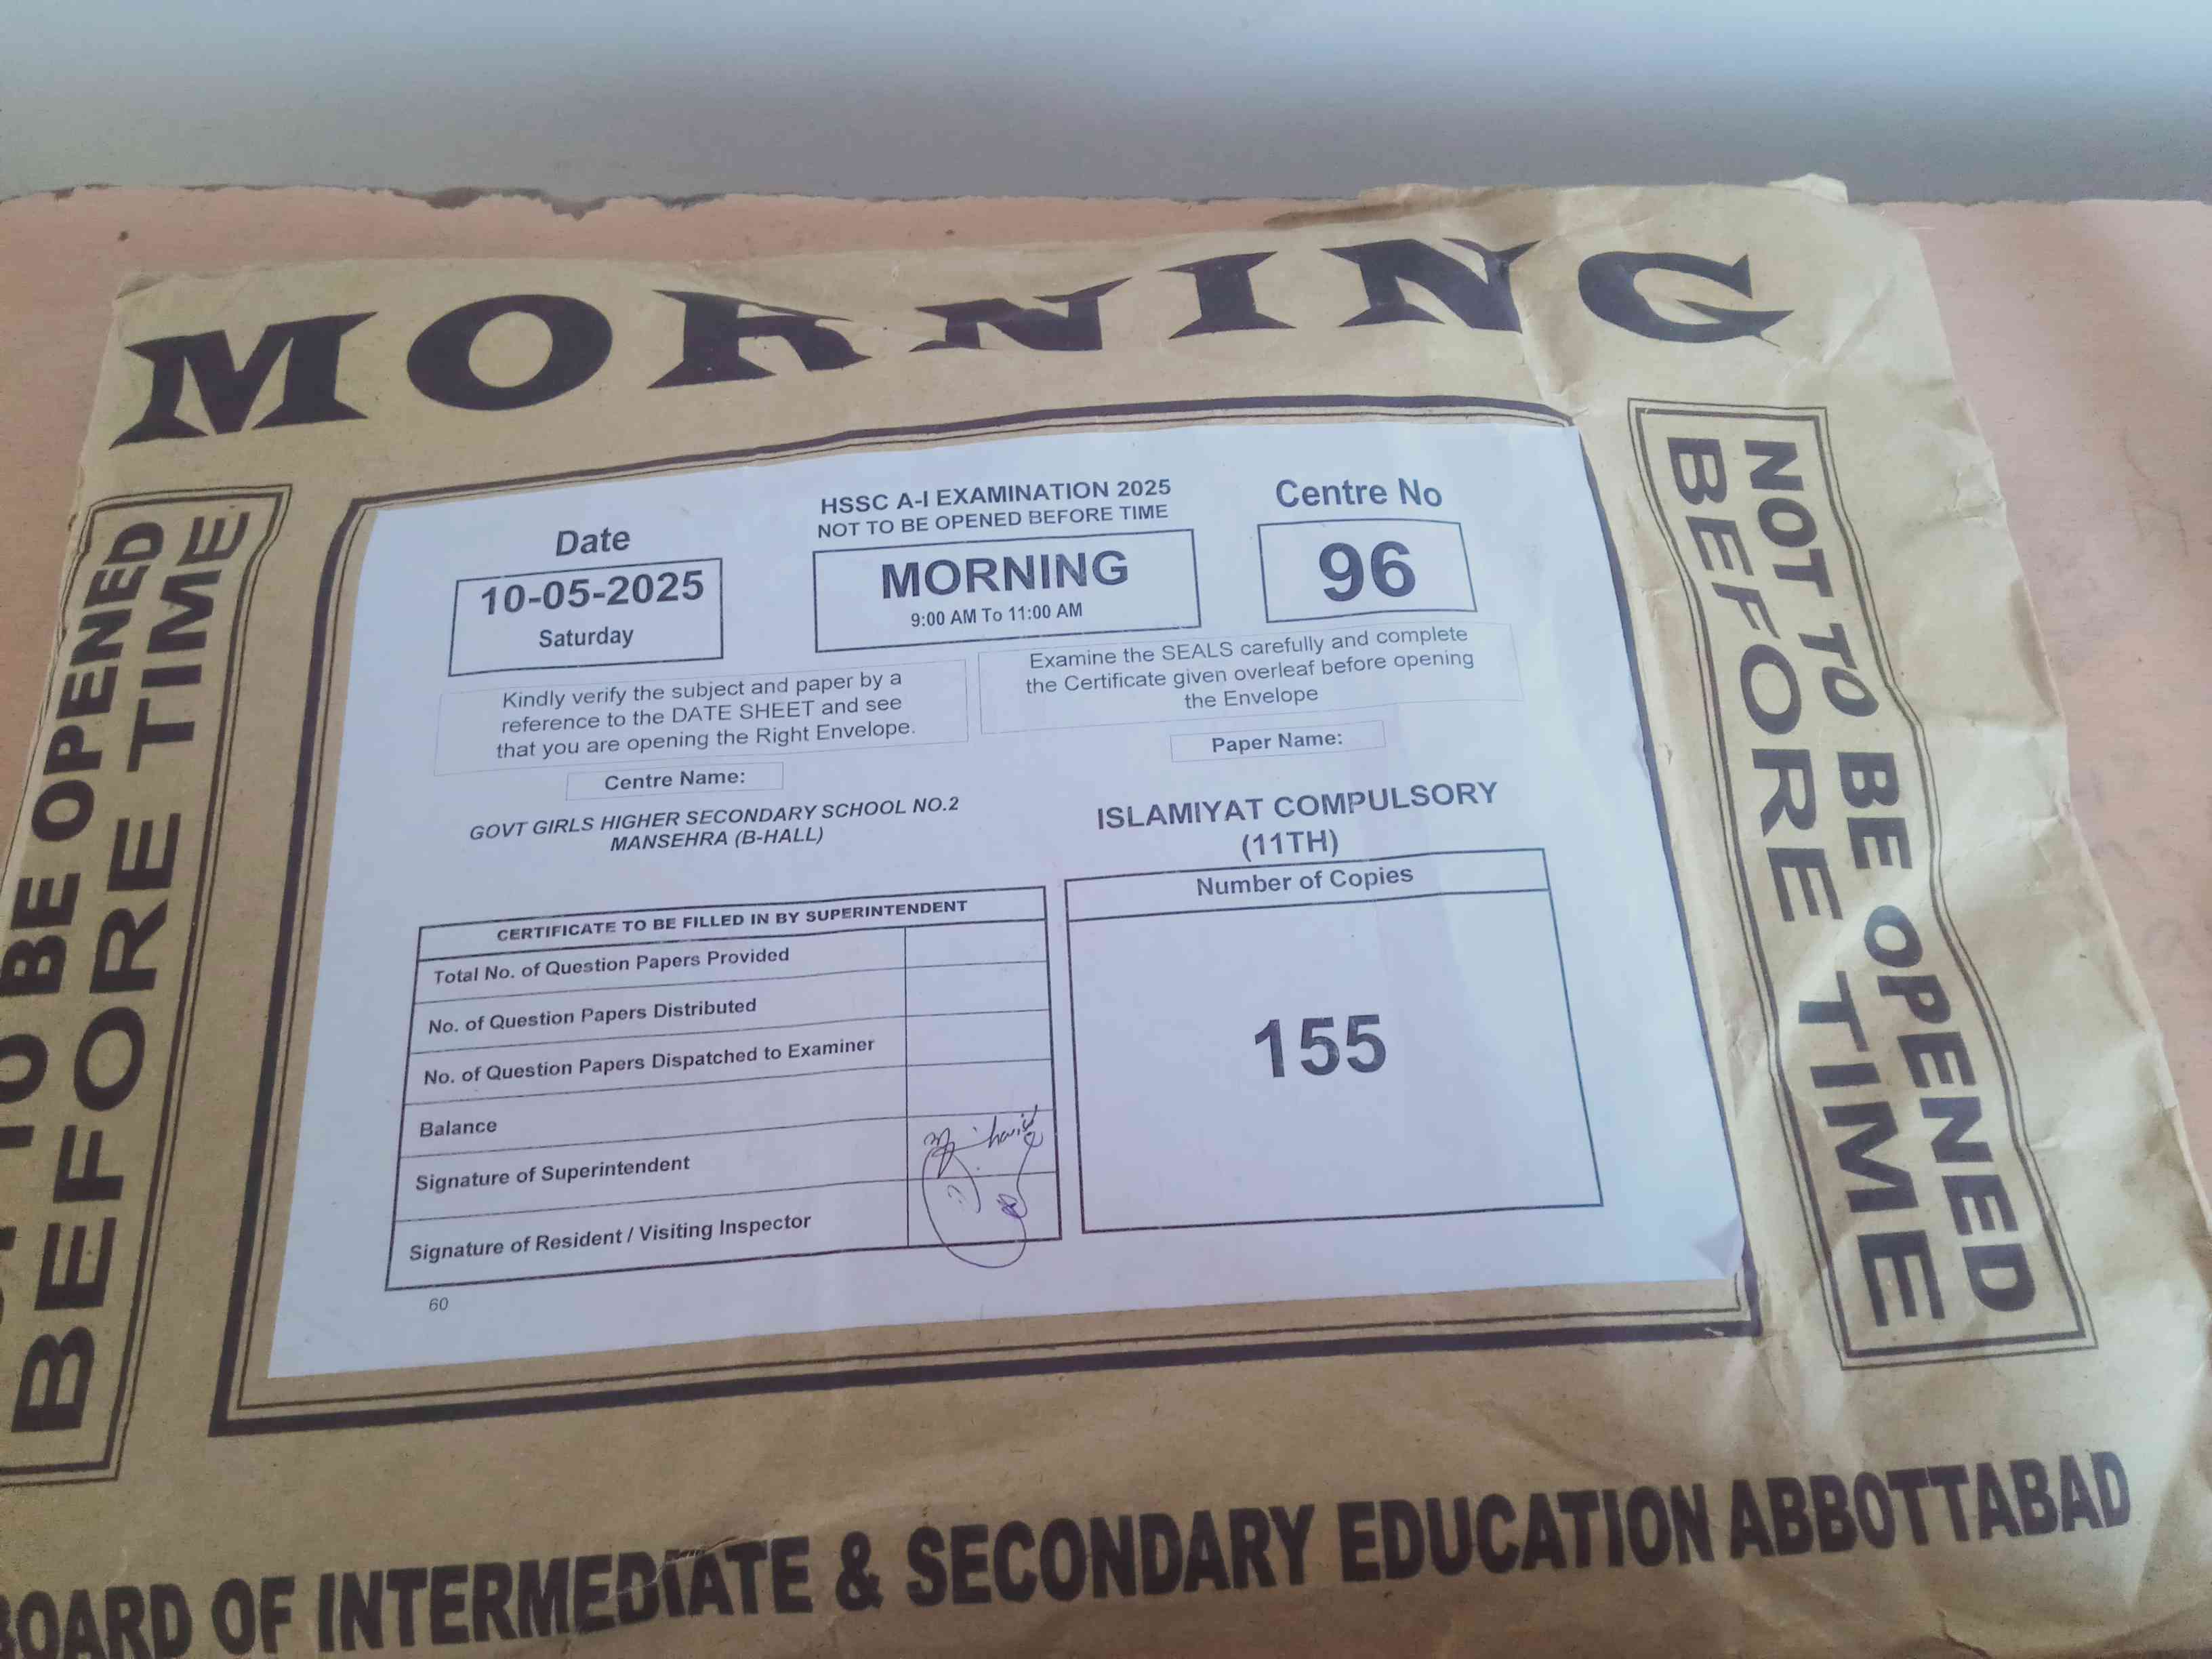 MORNING
NOT TO BE OPENED
BEFORE TIME
TO BE OPENED
BEFORE TIME
HSSC A-I EXAMINATION 2025
NOT TO BE OPENED BEFORE TIME
Date
10-05-2025
Saturday
MORNING
9:00 AM To 11:00 AM
Centre No
96
Kindly verify the subject and paper by a
reference to the DATE SHEET and see
that you are opening the Right Envelope.
Examine the SEALS carefully and complete
the Certificate given overleaf before opening
the Envelope
Centre Name:
GOVT GIRLS HIGHER SECONDARY SCHOOL NO.2
MANSEHRA (B-HALL)
Paper Name:
ISLAMIYAT COMPULSORY
(11TH)
CERTIFICATE TO BE FILLED IN BY SUPERINTENDENT
Total No. of Question Papers Provided
No. of Question Papers Distributed
No. of Question Papers Dispatched to Examiner
Balance
Signature of Superintendent
Signature of Resident / Visiting Inspector
Number of Copies
155
60
BOARD OF INTERMEDIATE & SECONDARY EDUCATION ABBOTTABAD